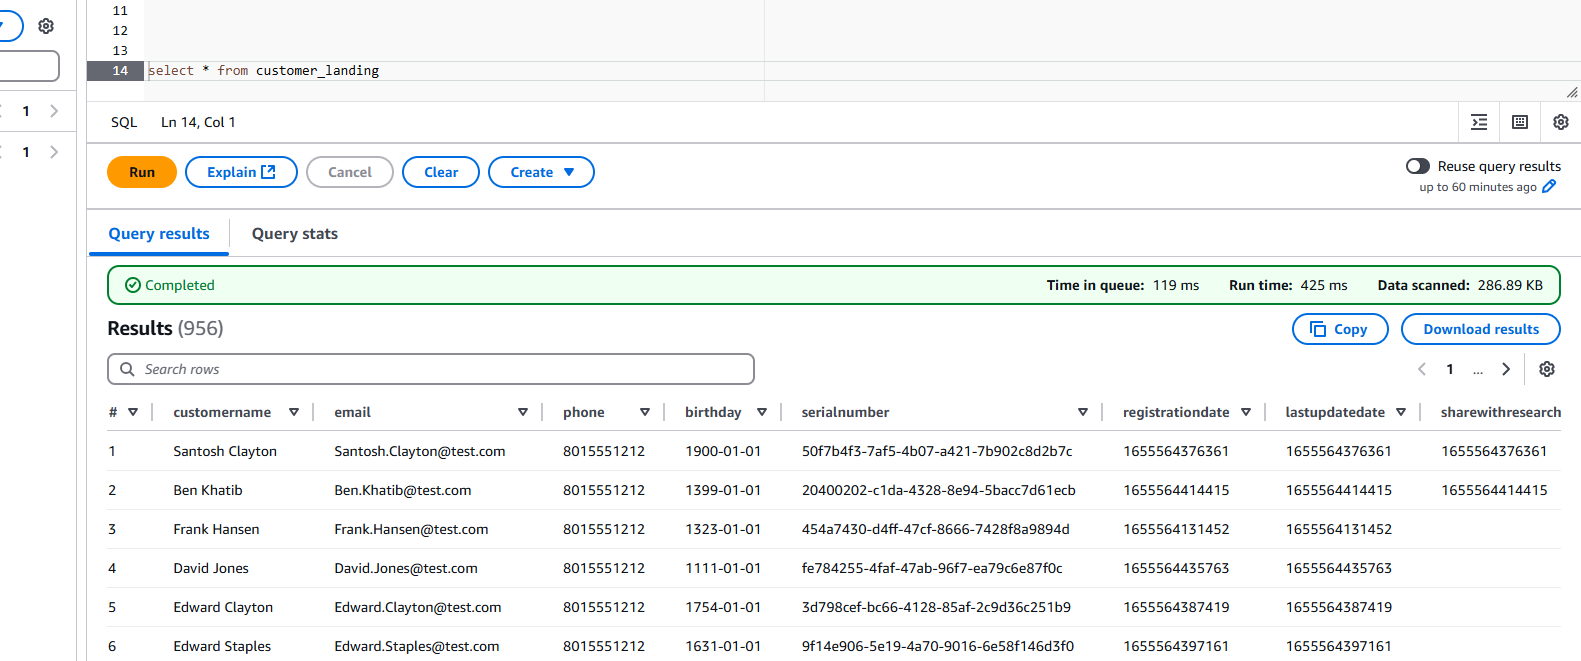 11
12
13
14 select * from customer_landing
SQL Ln 14, Col 1
1
1
Run Explain Cancel Clear Create
Reuse query results
up to 60 minutes ago
Query results Query stats
Completed Time in queue: 119 ms Run time: 425 ms Data scanned: 286.89 KB
Results (956) Copy Download results
Search rows 1 ...
# customername email phone birthday serialnumber registrationdate lastupdatedate sharewithresearch
1 Santosh Clayton Santosh.Clayton@test.com 8015551212 1900-01-01 50f7b4f3-7af5-4b07-a421-7b902c8d2b7c 1655564376361 1655564376361 1655564376361
2 Ben Khatib Ben.Khatib@test.com 8015551212 1399-01-01 20400202-c1da-4328-8e94-5bacc7d61ecb 1655564414415 1655564414415 1655564414415
3 Frank Hansen Frank.Hansen@test.com 8015551212 1323-01-01 454a7430-d4ff-47cf-8666-7428f8a9894d 1655564131452 1655564131452
4 David Jones David.Jones@test.com 8015551212 1111-01-01 fe784255-4faf-47ab-96f7-ea79c6e87f0c 1655564435763 1655564435763
5 Edward Clayton Edward.Clayton@test.com 8015551212 1754-01-01 3d798cef-bc66-4128-85af-2c9d36c251b9 1655564387419 1655564387419
6 Edward Staples Edward.Staples@test.com 8015551212 1631-01-01 9f14e906-5e19-4a70-9016-6e58f146d3f0 1655564397161 1655564397161